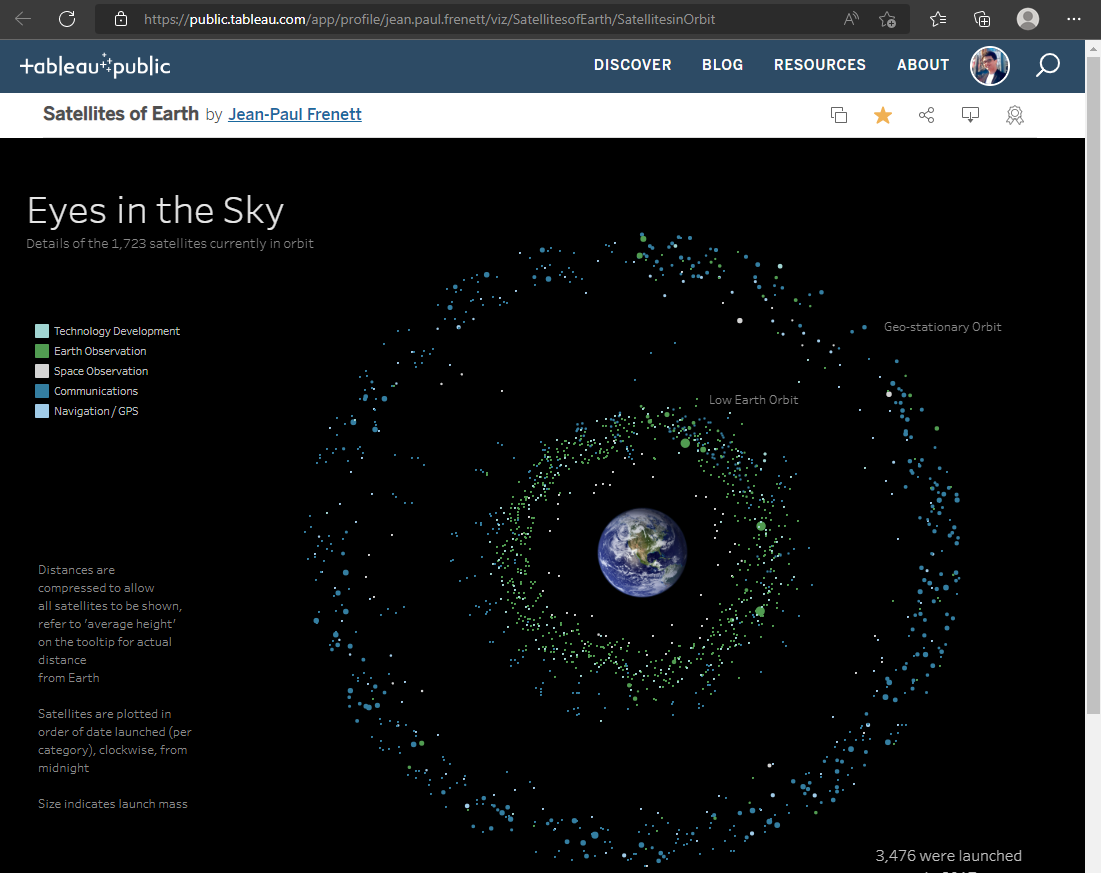 https://public.tableau.com/app/profile/jean.paul.frenett/viz/SatellitesofEarth/SatellitesinOrbit
tableau public
DISCOVER BLOG RESOURCES ABOUT
Satellites of Earth by Jean-Paul Frenett
Eyes in the Sky
Details of the 1,723 satellites currently in orbit
Geo-stationary Orbit
Technology Development
Earth Observation
Space Observation
Communications
Navigation / GPS
Low Earth Orbit
Distances are
compressed to allow
all satellites to be shown,
refer to 'average height'
on the tooltip for actual
distance
from Earth
Satellites are plotted in
order of date launched (per
category), clockwise, from
midnight
Size indicates launch mass
3,476 were launched